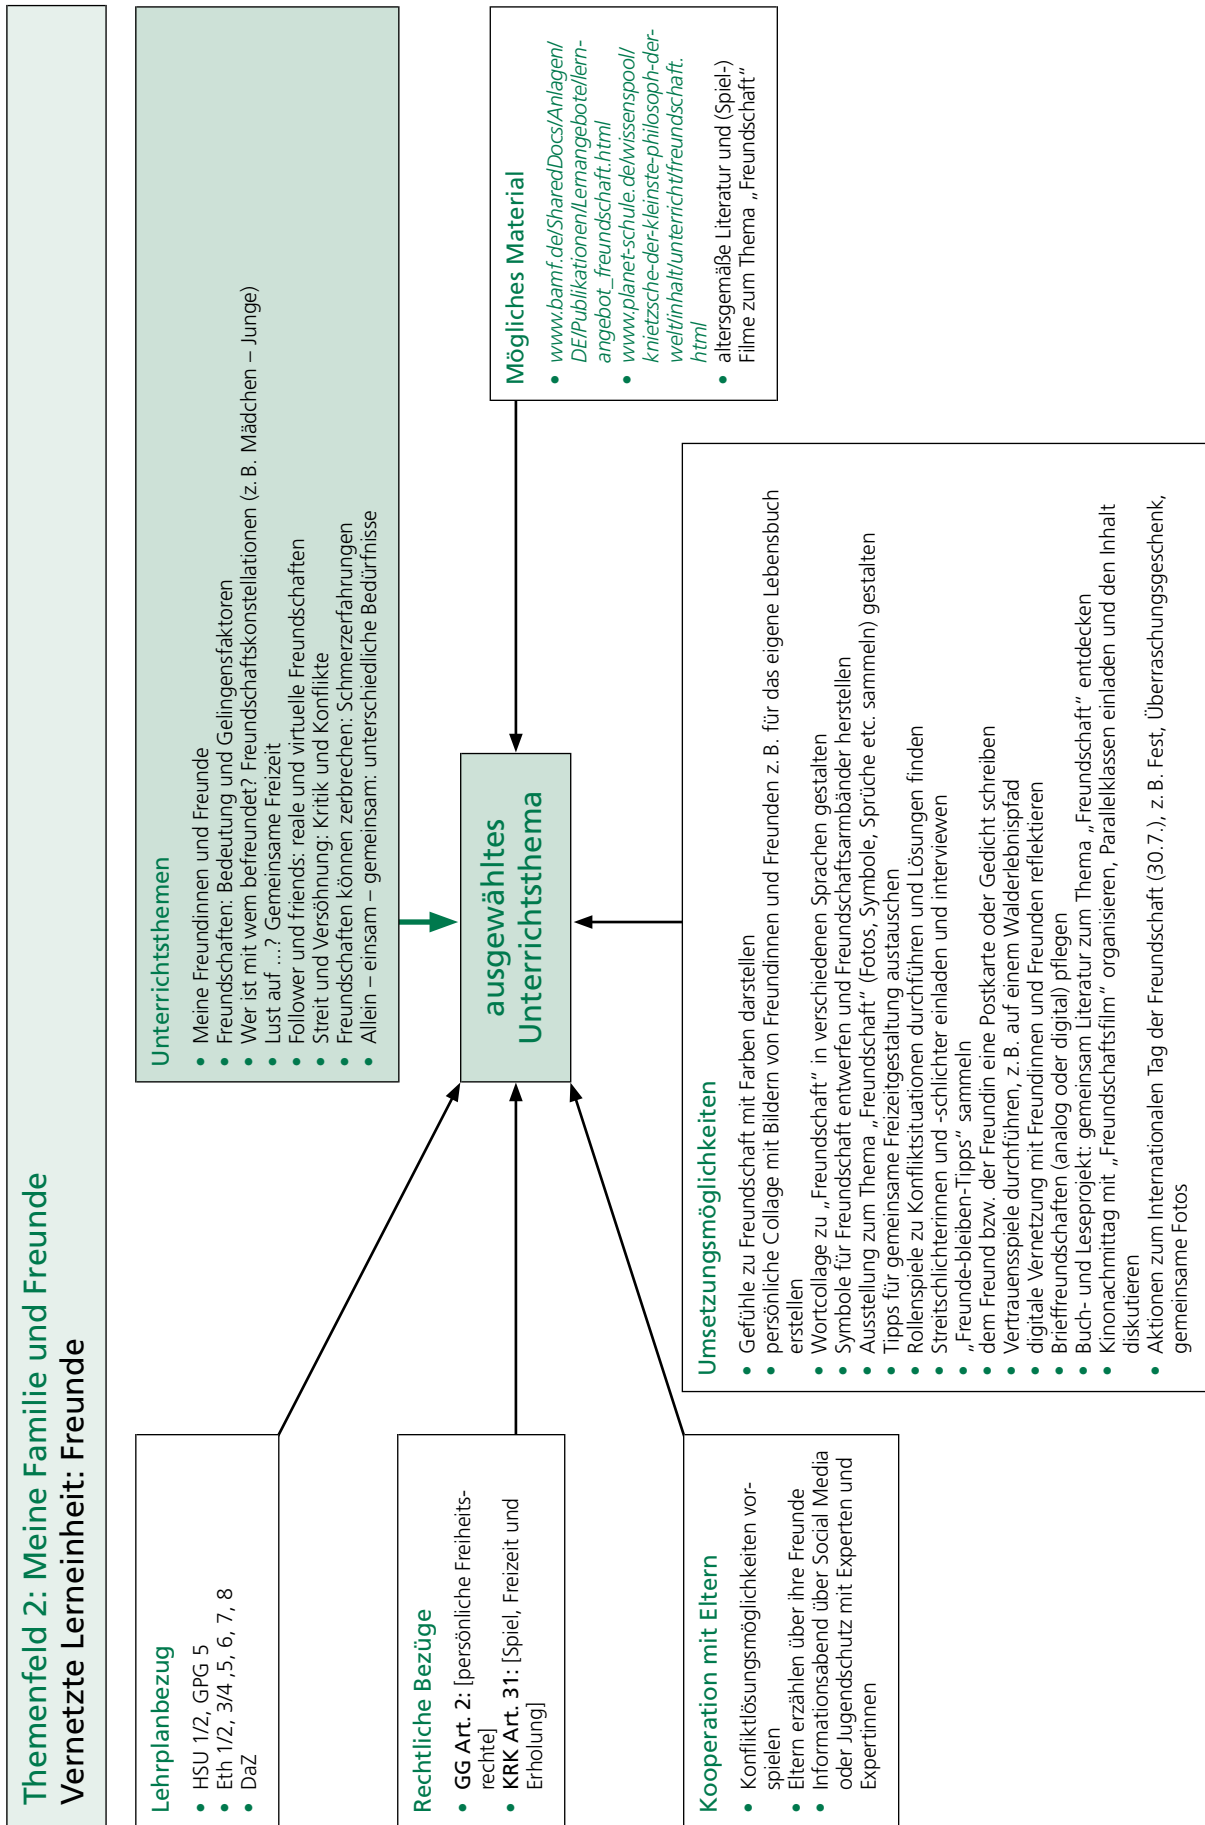 Themenfeld 2: Meine Familie und Freunde
Vernetzte Lerneinheit: Freunde
Lehrplanbezug
• HSU 1/2, GPG 5
• Eth 1/2, 3/4 ,5, 6, 7, 8
• DaZ
Rechtliche Bezüge
• GG Art. 2: [persönliche Freiheits-
rechte]
• KRK Art. 31: [Spiel, Freizeit und
Erholung]
Kooperation mit Eltern
• Konfliktlösungsmöglichkeiten vor-
spielen
• Eltern erzählen über ihre Freunde
• Informationsabend über Social Media
oder Jugendschutz mit Experten und
Expertinnen
Unterrichtsthemen
• Meine Freundinnen und Freunde
• Freundschaften: Bedeutung und Gelingensfaktoren
• Wer ist mit wem befreundet? Freundschaftskonstellationen (z. B. Mädchen – Junge)
• Lust auf ...? Gemeinsame Freizeit
• Follower und friends: reale und virtuelle Freundschaften
• Streit und Versöhnung: Kritik und Konflikte
• Freundschaften können zerbrechen: Schmerzerfahrungen
• Allein – einsam – gemeinsam: unterschiedliche Bedürfnisse
ausgewähltes
Unterrichtsthema
Umsetzungsmöglichkeiten
• Gefühle zu Freundschaft mit Farben darstellen
• persönliche Collage mit Bildern von Freundinnen und Freunden z. B. für das eigene Lebensbuch
erstellen
• Wortcollage zu „Freundschaft“ in verschiedenen Sprachen gestalten
• Symbole für Freundschaft entwerfen und Freundschaftsarmbänder herstellen
• Ausstellung zum Thema „Freundschaft“ (Fotos, Symbole, Sprüche etc. sammeln) gestalten
• Tipps für gemeinsame Freizeitgestaltung austauschen
• Rollenspiele zu Konfliktsituationen durchführen und Lösungen finden
• Streitschlichterinnen und -schlichter einladen und interviewen
• „Freunde-bleiben-Tipps“ sammeln
• dem Freund bzw. der Freundin eine Postkarte oder Gedicht schreiben
• Vertrauensspiele durchführen, z.B. auf einem Walderlebnispfad
• digitale Vernetzung mit Freundinnen und Freunden reflektieren
• Brieffreundschaften (analog oder digital) pflegen
• Buch- und Leseprojekt: gemeinsam Literatur zum Thema „Freundschaft“ entdecken
• Kinonachmittag mit „Freundschaftsfilm“ organisieren, Parallelklassen einladen und den Inhalt
diskutieren
• Aktionen zum Internationalen Tag der Freundschaft (30.7.), z. B. Fest, Überraschungsgeschenk,
gemeinsame Fotos
Mögliches Material
• www.bamf.de/SharedDocs/Anlagen/
DE/Publikationen/Lernangebote/lern-
angebot_freundschaft.html
• www.planet-schule.de/wissenspool/
knietzsche-der-kleinste-philosoph-der-
welt/inhalt/unterricht/freundschaft.
html
• altersgemäße Literatur und (Spiel-)
Filme zum Thema „Freundschaft“